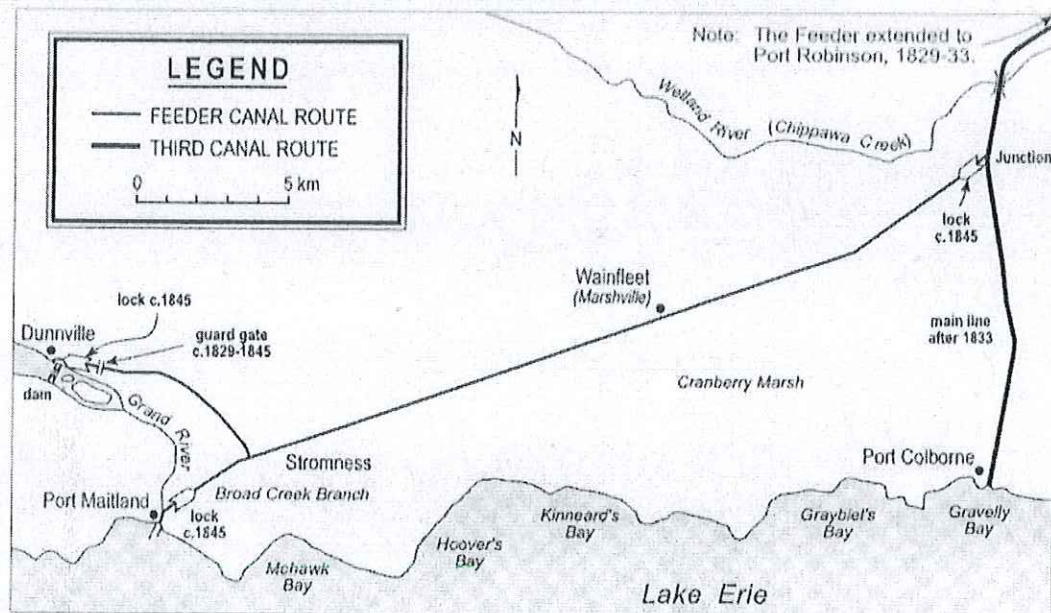 Note: The Feeder extended to
Port Robinson, 1829-33.
LEGEND
FEEDER CANAL ROUTE
THIRD CANAL ROUTE
0 5 km
N
Welland River (Chippawa Creek)
Junction
lock
c.1845
Wainfleet
(Marshville)
lock c.1845
Dunnville
guard gate
c.1829-1845
main line
after 1833
dam
Grand River
Cranberry Marsh
Stromness
Port Colborne
Broad Creek Branch
Port Maitland
lock
c.1845
Kinneard's
Bay
Graybiel's
Bay
Gravelly
Bay
Hoover's
Bay
Mohawk
Bay
Lake Erie